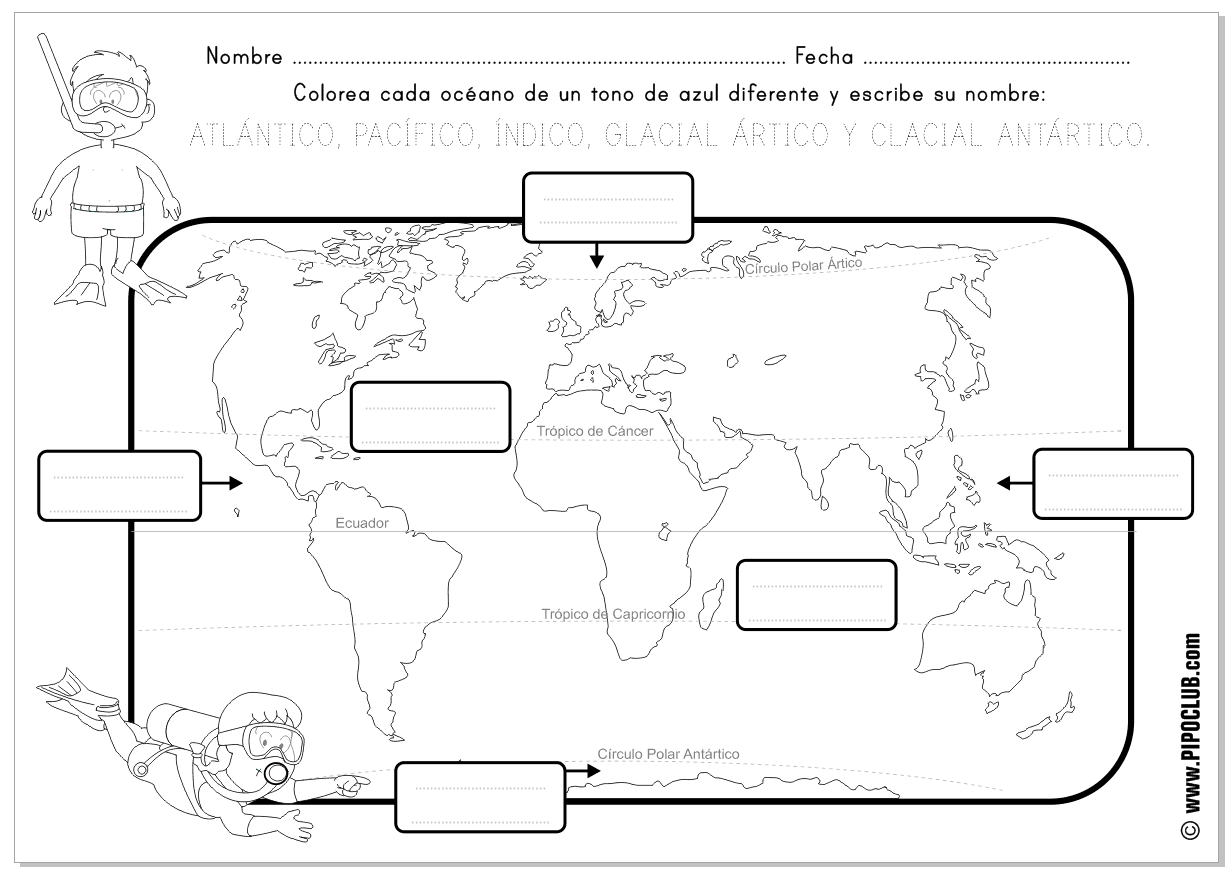 Nombre ........................................................................................... Fecha ....................................................
Colorea cada océano de un tono de azul diferente y escribe su nombre:
ATLÁNTICO, PACÍFICO, ÍNDICO, GLACIAL ÁRTICO Y CLACIAL ANTÁRTICO.
Círculo Polar Ártico
Trópico de Cáncer
Ecuador
Trópico de Capricornio
Círculo Polar Antártico
© www.PIPOCLUB.com